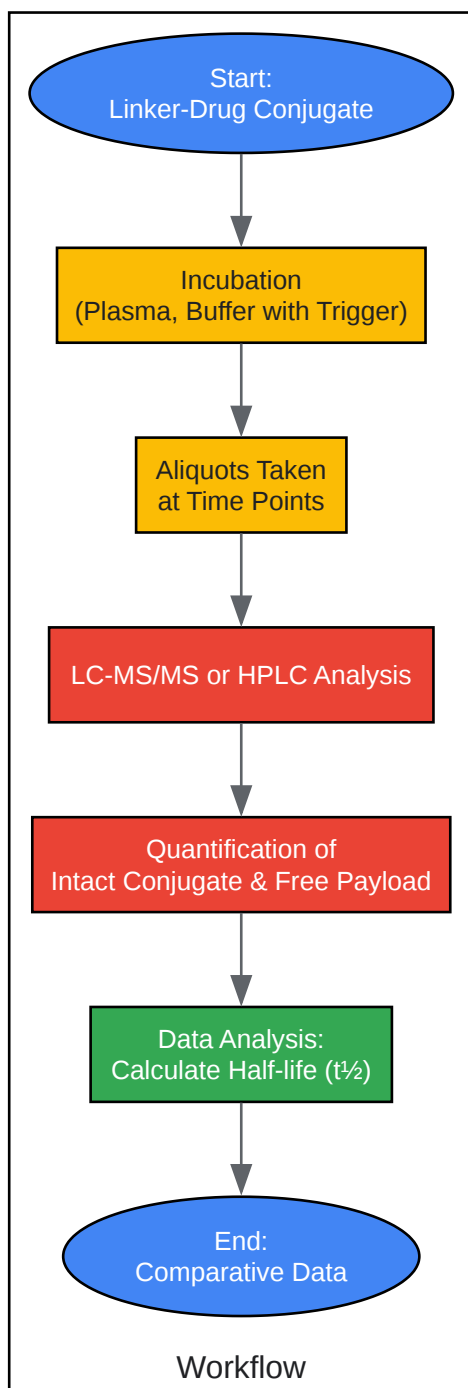 Start:
Linker-Drug Conjugate
Incubation
(Plasma, Buffer with Trigger)
Aliquots Taken
at Time Points
LC-MS/MS or HPLC Analysis
Quantification of
Intact Conjugate & Free Payload
Data Analysis:
Calculate Half-life (t½)
End:
Comparative Data
Workflow